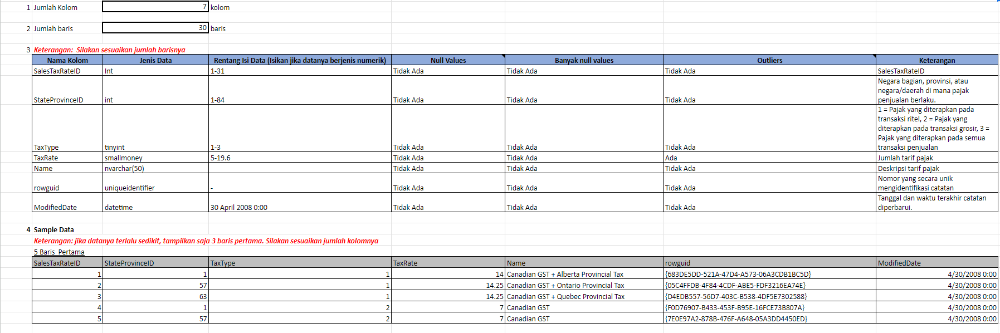 1 Jumlah Kolom 7 kolom
2 Jumlah baris 30 baris
3 Keterangan: Silakan sesuaikan jumlah barisnya
Nama Kolom Jenis Data Rentang Isi Data (Isikan jika datanya berjenis numerik) Null Values Banyak null values Outliers Keterangan
SalesTaxRateID Int 1-31 Tidak Ada Tidak Ada Tidak Ada SalesTaxRateID
Negara bagian, provinsi, atau
negara/daerah di mana pajak
StateProvinceID int 1-84 Tidak Ada Tidak Ada Tidak Ada penjualan berlaku.
1 = Pajak yang diterapkan pada
transaksi ritel, 2 = Pajak yang
diterapkan pada transaksi grosir, 3 =
Pajak yang diterapkan pada semua
TaxType tinyint 1-3 Tidak Ada Tidak Ada Tidak Ada transaksi penjualan
TaxRate smallmoney 5-19.6 Tidak Ada Tidak Ada Ada Jumlah tarif pajak
Name nvarchar(50) Tidak Ada Tidak Ada Tidak Ada Deskripsi tarif pajak
Nomor yang secara unik
rowguid uniqueidentifier - Tidak Ada Tidak Ada Tidak Ada mengidentifikasi catatan
Tanggal dan waktu terakhir catatan
ModifiedDate datetime 30 April 2008 0:00 Tidak Ada Tidak Ada Tidak Ada diperbarui.
4 Sample Data
Keterangan: jika datanya terlalu sedikit, tampilkan saja 3 baris pertama. Silakan sesuaikan jumlah kolomnya
5 Baris Pertama
SalesTaxRateID StateProvinceID TaxType TaxRate Name rowguid ModifiedDate
1 1 1 14 Canadian GST + Alberta Provincial Tax {683DE5DD-521A-47D4-A573-06A3CDB1BC5D} 4/30/2008 0:00
2 57 1 14.25 Canadian GST + Ontario Provincial Tax {05C4FFDB-4F84-4CDF-ABE5-FDF3216EA74E} 4/30/2008 0:00
3 63 1 14.25 Canadian GST + Quebec Provincial Tax {D4EDB557-56D7-403C-B538-4DF5E7302588} 4/30/2008 0:00
4 1 2 7 Canadian GST {F0D76907-B433-453F-B95E-16FCE73B807A} 4/30/2008 0:00
5 57 2 7 Canadian GST {7E0E97A2-878B-476F-A648-05A3DD4450ED} 4/30/2008 0:00